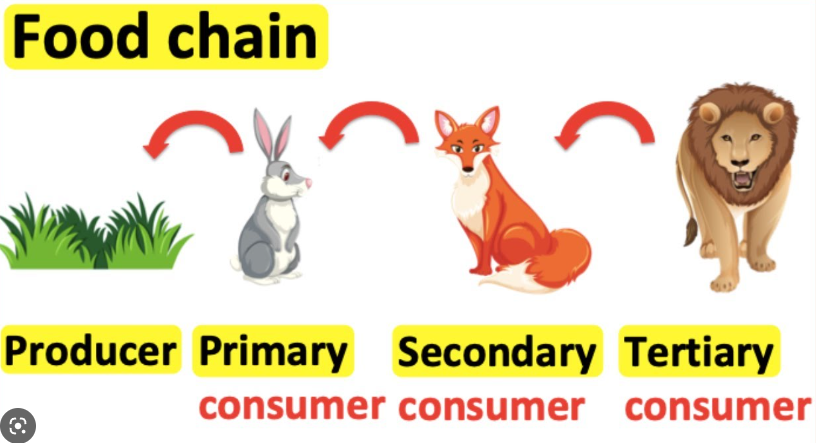 Food chain
Producer Primary Secondary Tertiary
consumer consumer consumer